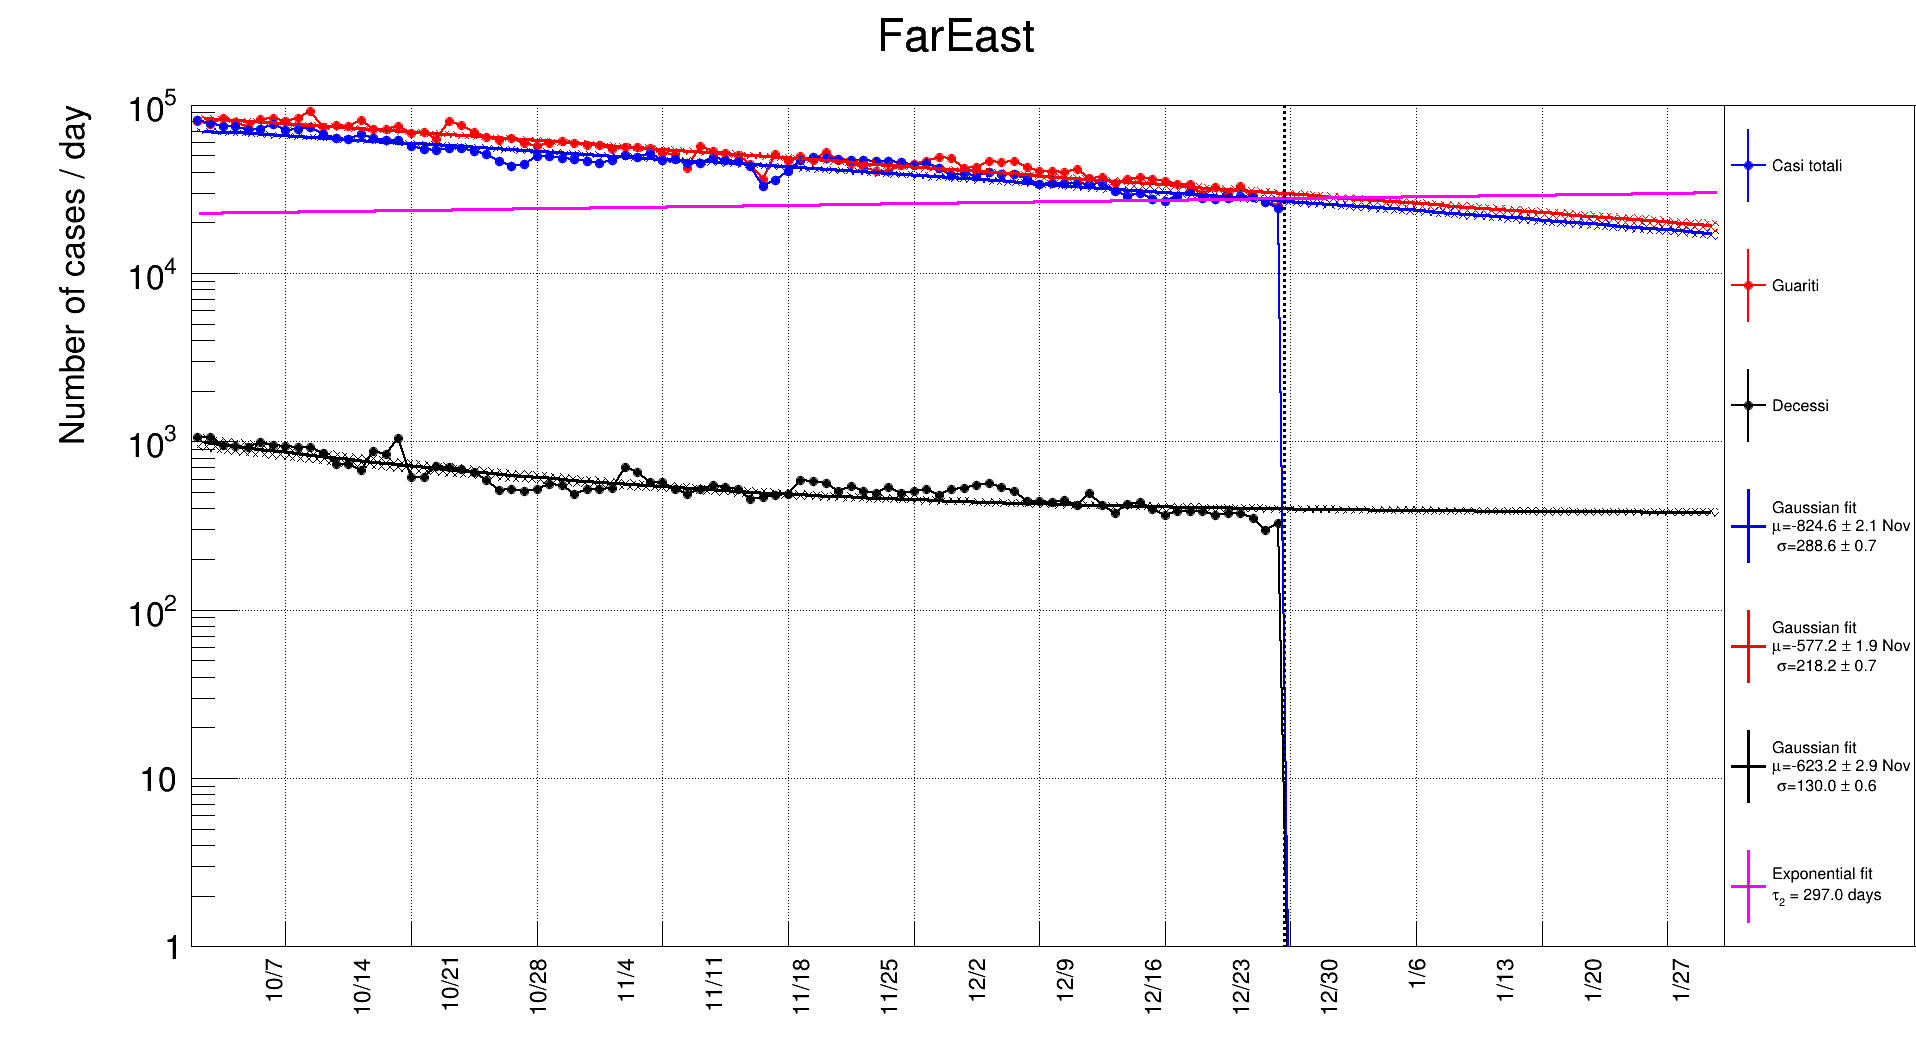 FarEast
Number of cases / day
10^5
10^4
10^3
10^2
10
1
10/7
10/14
10/21
10/28
11/4
11/11
11/18
11/25
12/2
12/9
12/16
12/23
12/30
1/6
1/13
1/20
1/27
Casi totali
Guariti
Decessi
Gaussian fit
μ=-824.6 ± 2.1 Nov
σ=288.6 ± 0.7
Gaussian fit
μ=-577.2 ± 1.9 Nov
σ=218.2 ± 0.7
Gaussian fit
μ=-623.2 ± 2.9 Nov
σ=130.0 ± 0.6
Exponential fit
τ₂ = 297.0 days